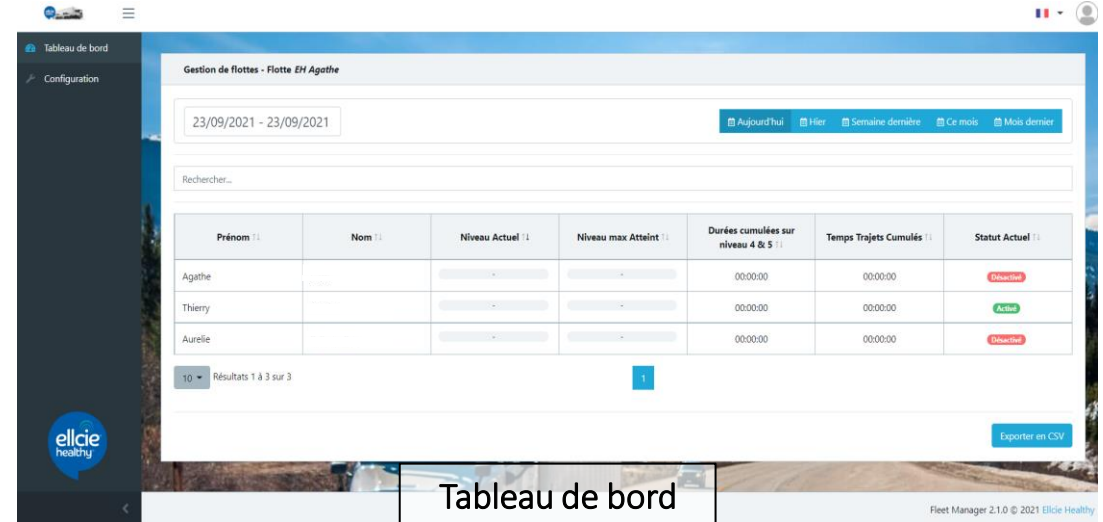 Tableau de bord
Configuration
Gestion de flottes - Flotte EH Agathe
23/09/2021 - 23/09/2021
Aujourd'hui Hier Semaine dernière Ce mois Mois dernier
Rechercher...
Prénom Nom Niveau Actuel Niveau max Atteint Durées cumulées sur niveau 4 & 5 Temps Trajets Cumulés Statut Actuel
Agathe - - 00:00:00 00:00:00 Désactivé
Thierry - - 00:00:00 00:00:00 Activé
Aurelie - - 00:00:00 00:00:00 Désactivé
10 Résultats 1 à 3 sur 3 1
ellcie
healthy
Exporter en CSV
Tableau de bord
Fleet Manager 2.1.0 © 2021 Ellcie Healthy